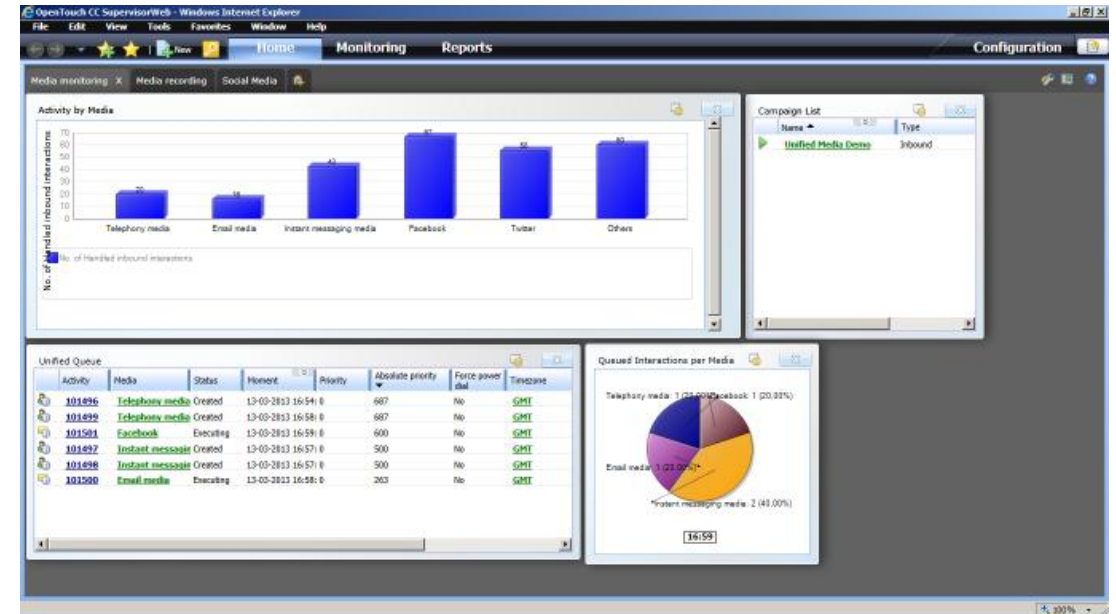 OpenTouch CC SupervisorWeb - Windows Internet Explorer
File Edit View Tools Favorites Window Help
New Home Monitoring Reports Configuration
Media monitoring X Media recording Social Media
Activity by Media
No. of Handled inbound interactions
70
60
50
40
30
20
10
0
20 43 67 56 60
Telephony media Email media Instant messaging media Facebook Twitter Others
No. of Handled inbound interactions
Campaign List
Name Type
Unified Media Demo Inbound
Unified Queue
Activity Media Status Moment Priority Absolute priority Force power dial Timezone
101496 Telephony media Created 13-03-2013 16:54: 0 687 No GMT
101499 Telephony media Created 13-03-2013 16:58: 0 687 No GMT
101501 Facebook Executing 13-03-2013 16:59: 0 600 No GMT
101497 Instant messagin Created 13-03-2013 16:57: 0 500 No GMT
101498 Instant messagin Created 13-03-2013 16:57: 0 500 No GMT
101500 Email media Executing 13-03-2013 16:58: 0 263 No GMT
Queued Interactions per Media
Telephony media: 1 (20.00%) Facebook: 1 (20.00%)
Email media: 1 (20.00%)
Instant messaging media: 2 (40.00%)
16:59
100%